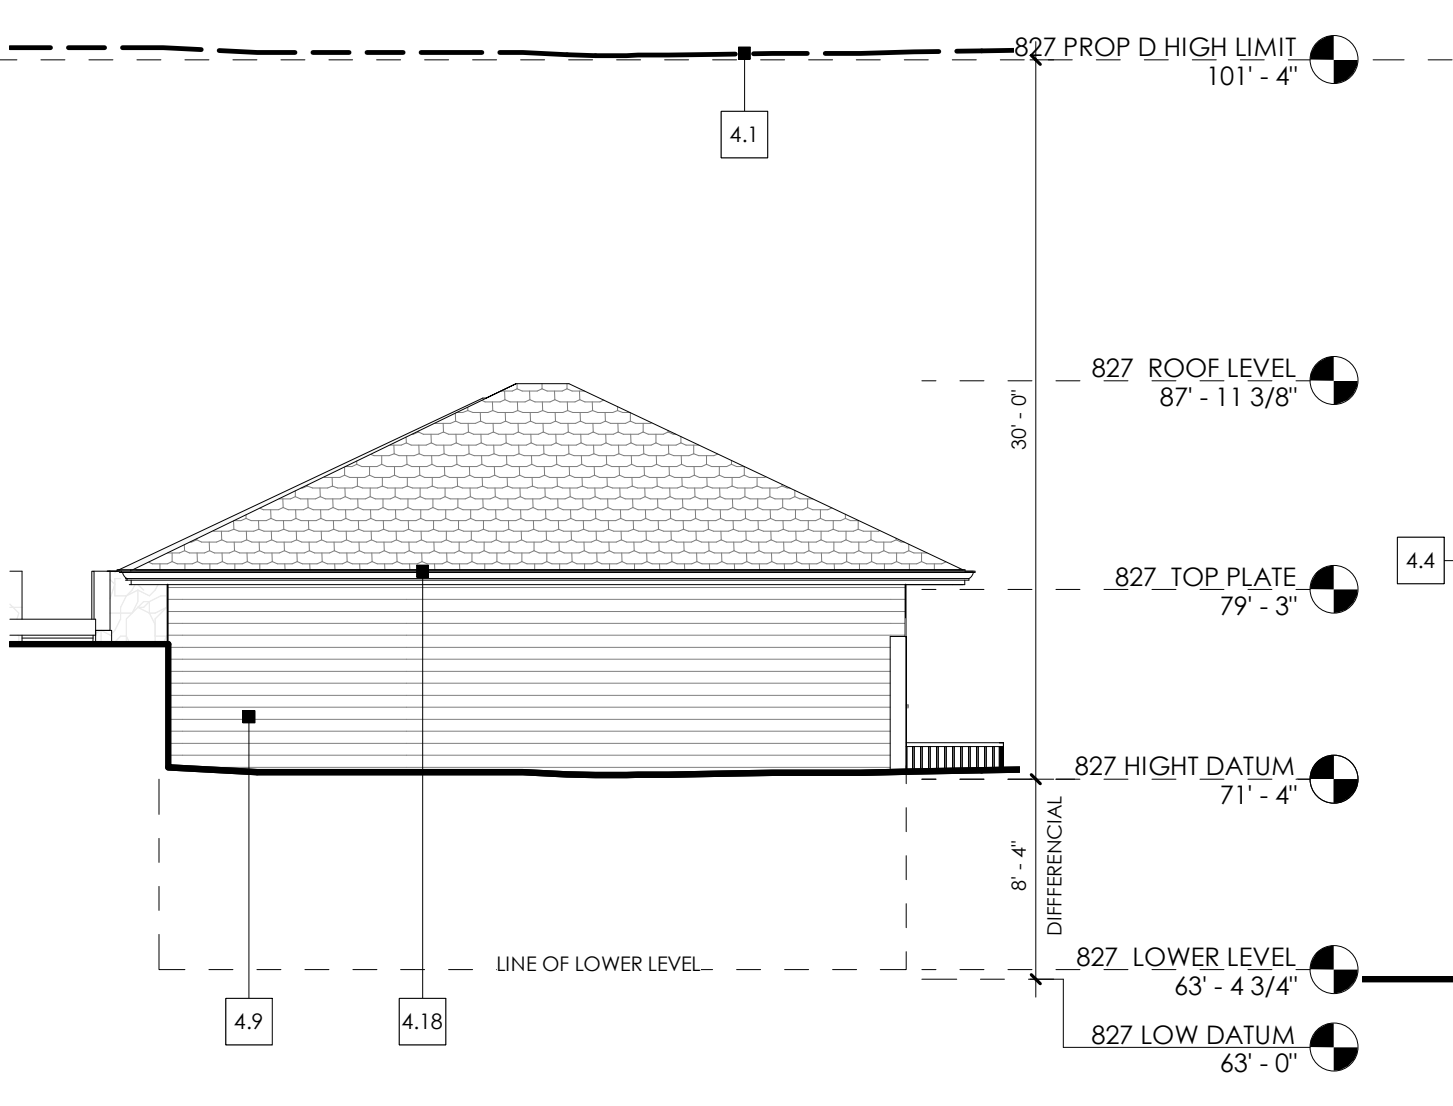 827 PROP D HIGH LIMIT
101' - 4"
4.1
827 ROOF LEVEL
87' - 11 3/8"
30' - 0"
4.4
827 TOP PLATE
79' - 3"
827 HIGHT DATUM
71' - 4"
8' - 4"
DIFFFERENCIAL
LINE OF LOWER LEVEL
827 LOWER LEVEL
63' - 4 3/4"
4.9
4.18
827 LOW DATUM
63' - 0"